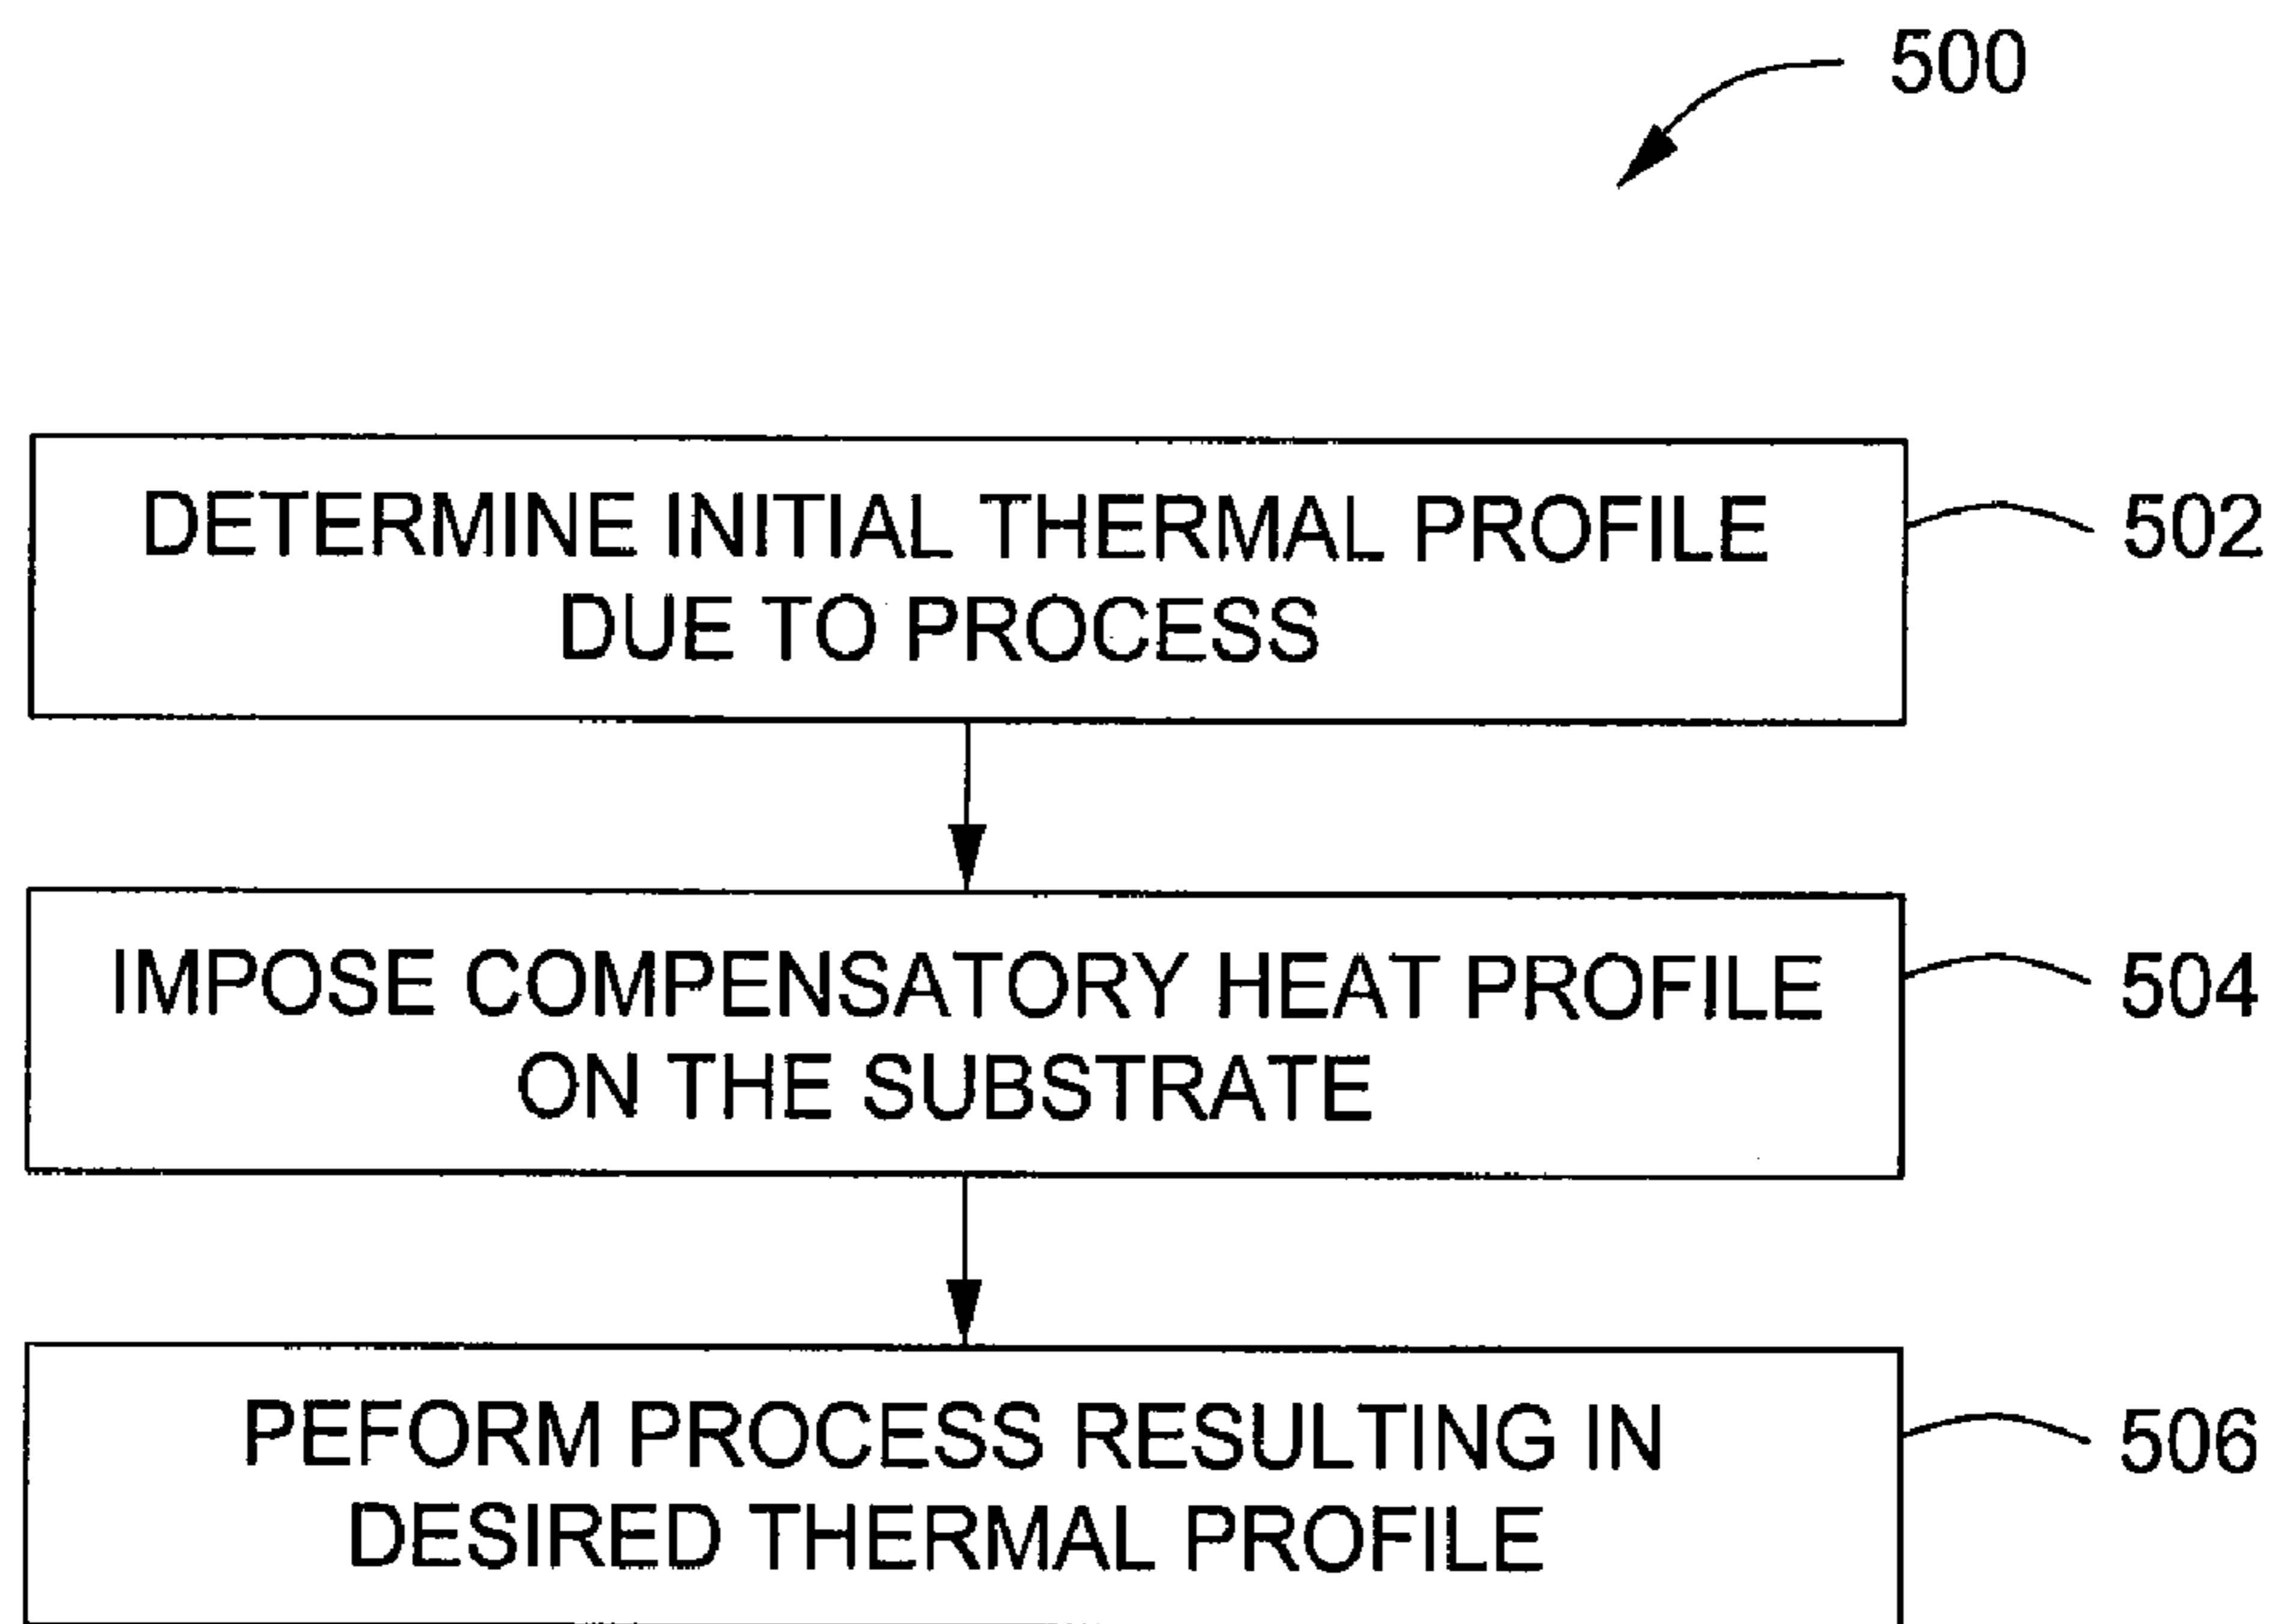 500
DETERMINE INITIAL THERMAL PROFILE
DUE TO PROCESS
502
IMPOSE COMPENSATORY HEAT PROFILE
ON THE SUBSTRATE
504
PEFORM PROCESS RESULTING IN
DESIRED THERMAL PROFILE
506